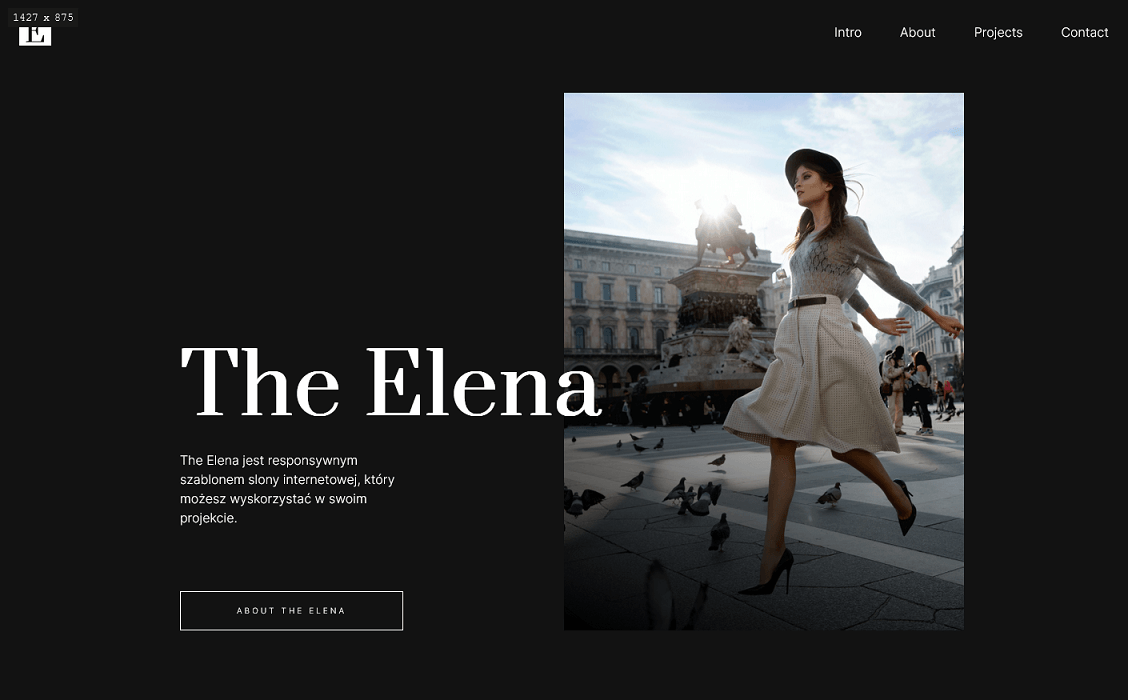 1427 x 875
E
Intro
About
Projects
Contact
The Elena
The Elena jest responsywnym
szablonem slony internetowej, który
możesz wyskorzystać w swoim
projekcie.
ABOUT THE ELENA